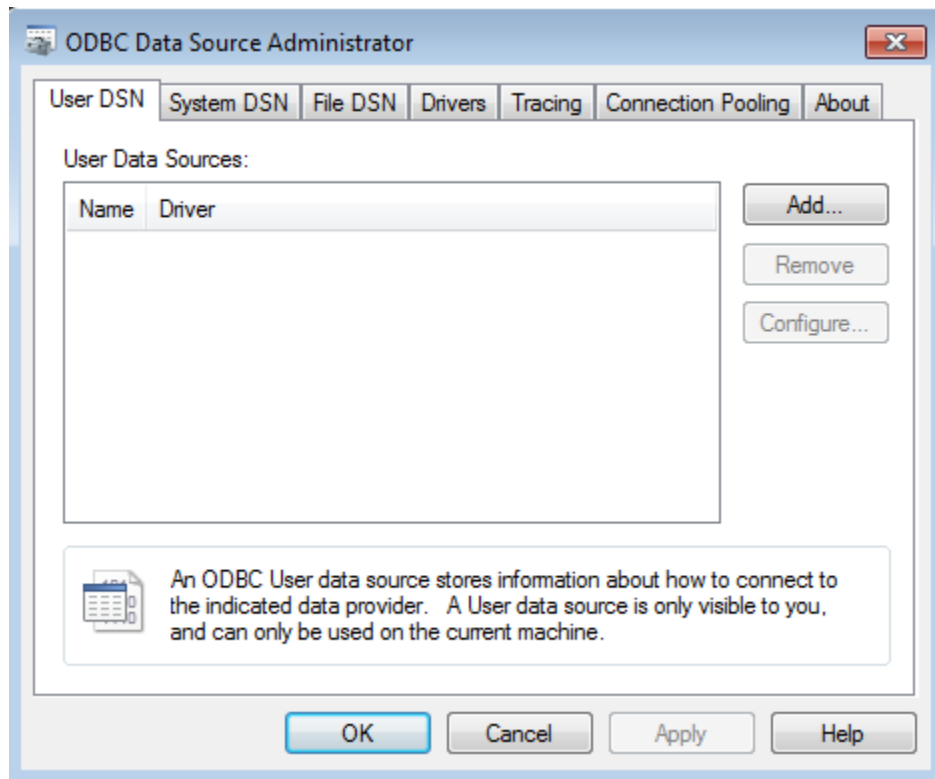 ODBC Data Source Administrator
User DSN System DSN File DSN Drivers Tracing Connection Pooling About
User Data Sources:
Name Driver
Add...
Remove
Configure...
An ODBC User data source stores information about how to connect to
the indicated data provider. A User data source is only visible to you,
and can only be used on the current machine.
OK Cancel Apply Help